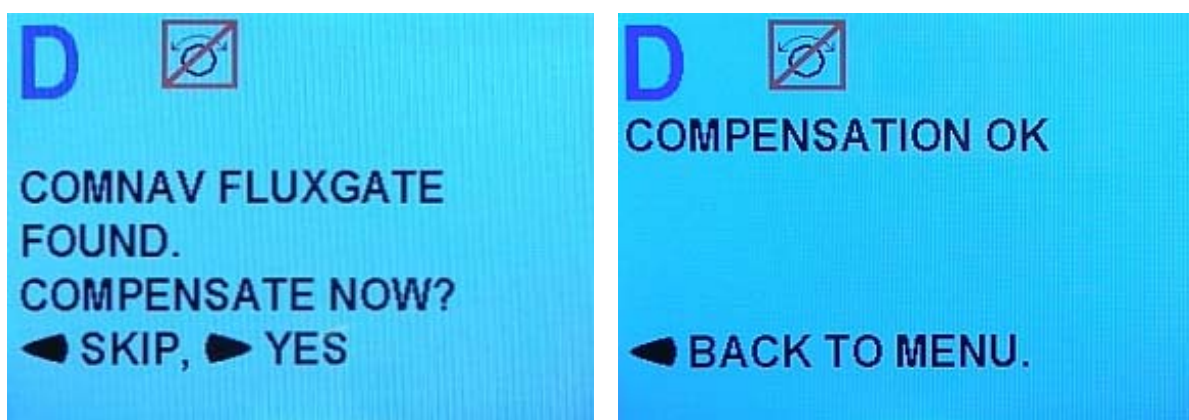 D
COMNAV FLUXGATE
FOUND.
COMPENSATE NOW?
◀ SKIP, ▶ YES
D
COMPENSATION OK
◀ BACK TO MENU.